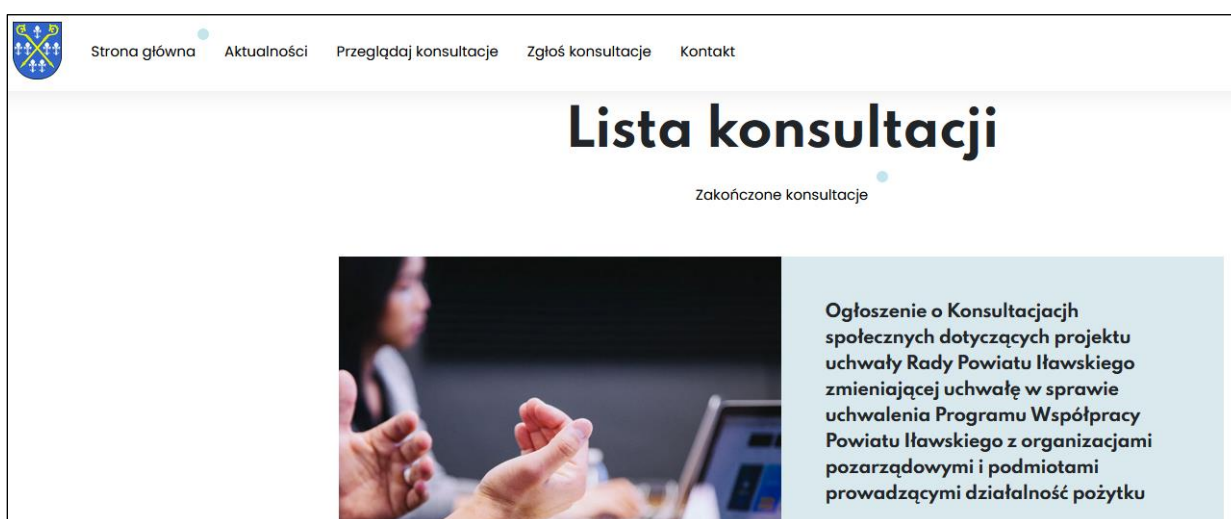 Strona główna Aktualności Przeglądaj konsultacje Zgłoś konsultacje Kontakt
Lista konsultacji
Zakończone konsultacje
Ogłoszenie o Konsultacjacjh
społecznych dotyczących projektu
uchwały Rady Powiatu Iławskiego
zmieniającej uchwałę w sprawie
uchwalenia Programu Współpracy
Powiatu Iławskiego z organizacjami
pozarządowymi i podmiotami
prowadzącymi działalność pożytku